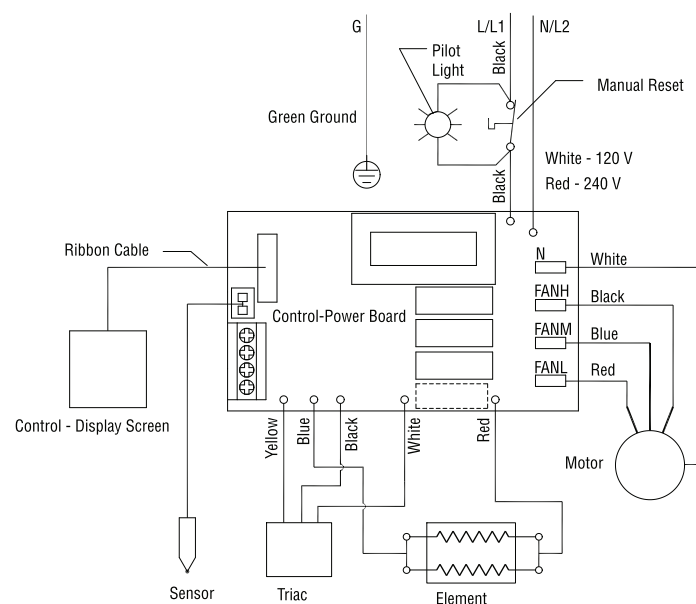 G
L/L1
N/L2
Pilot
Light
Black
Manual Reset
Green Ground
White - 120 V
Red - 240 V
Black
Ribbon Cable
N
White
FANH
Black
Control-Power Board
FANM
Blue
FANL
Red
Control - Display Screen
Yellow
Blue
Black
White
Red
Motor
Sensor
Triac
Element